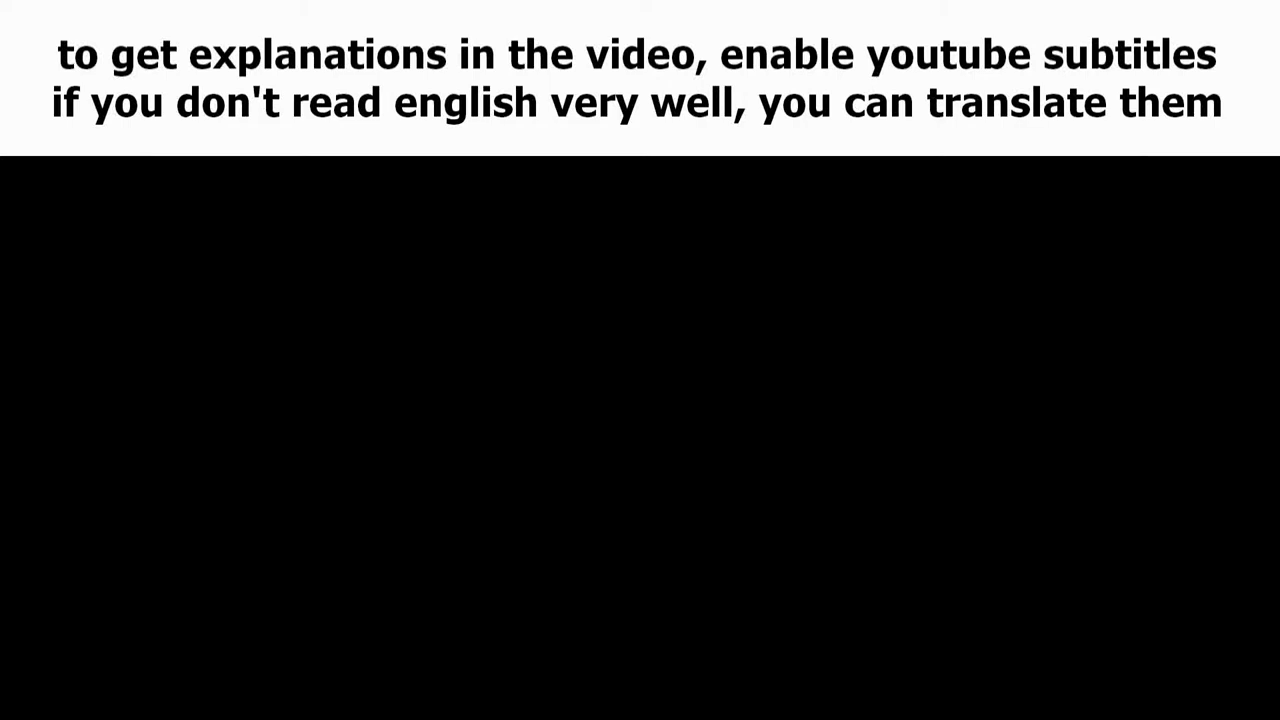 to get explanations in the video, enable youtube subtitles
if you don't read english very well, you can translate them